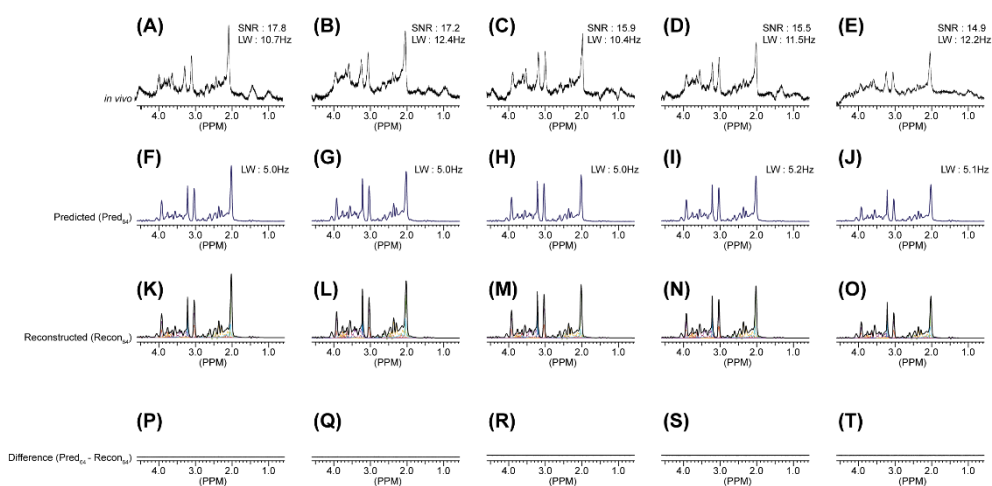 (A) (B) (C) (D) (E)
SNR : 17.8 SNR : 17.2 SNR : 15.9 SNR : 15.5 SNR : 14.9
LW : 10.7Hz LW : 12.4Hz LW : 10.4Hz LW : 11.5Hz LW : 12.2Hz
in vivo
4.0 3.0 2.0 1.0 4.0 3.0 2.0 1.0 4.0 3.0 2.0 1.0 4.0 3.0 2.0 1.0 4.0 3.0 2.0 1.0
(PPM) (PPM) (PPM) (PPM) (PPM)
(F) (G) (H) (I) (J)
LW : 5.0Hz LW : 5.0Hz LW : 5.0Hz LW : 5.2Hz LW : 5.1Hz
Predicted (Pred64)
4.0 3.0 2.0 1.0 4.0 3.0 2.0 1.0 4.0 3.0 2.0 1.0 4.0 3.0 2.0 1.0 4.0 3.0 2.0 1.0
(PPM) (PPM) (PPM) (PPM) (PPM)
(K) (L) (M) (N) (O)
Reconstructed (Recon64)
4.0 3.0 2.0 1.0 4.0 3.0 2.0 1.0 4.0 3.0 2.0 1.0 4.0 3.0 2.0 1.0 4.0 3.0 2.0 1.0
(PPM) (PPM) (PPM) (PPM) (PPM)
(P) (Q) (R) (S) (T)
Difference (Pred64 - Recon64)
4.0 3.0 2.0 1.0 4.0 3.0 2.0 1.0 4.0 3.0 2.0 1.0 4.0 3.0 2.0 1.0 4.0 3.0 2.0 1.0
(PPM) (PPM) (PPM) (PPM) (PPM)